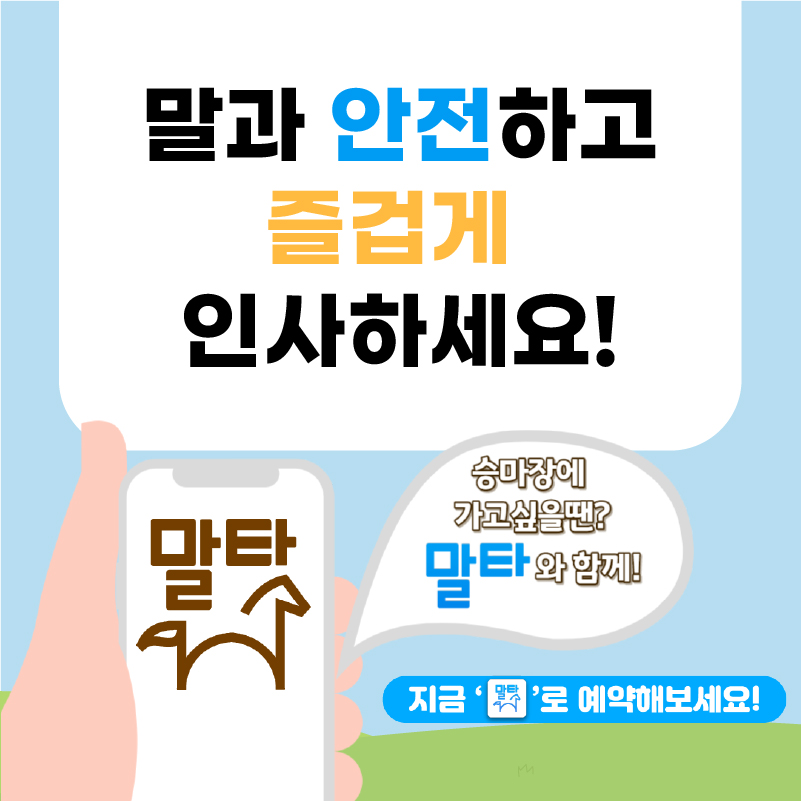 말과 안전하고
즐겁게
인사하세요!
말타
승마장에
가고싶을땐?
말타와 함께!
지금 ‘말타’로 예약해보세요!